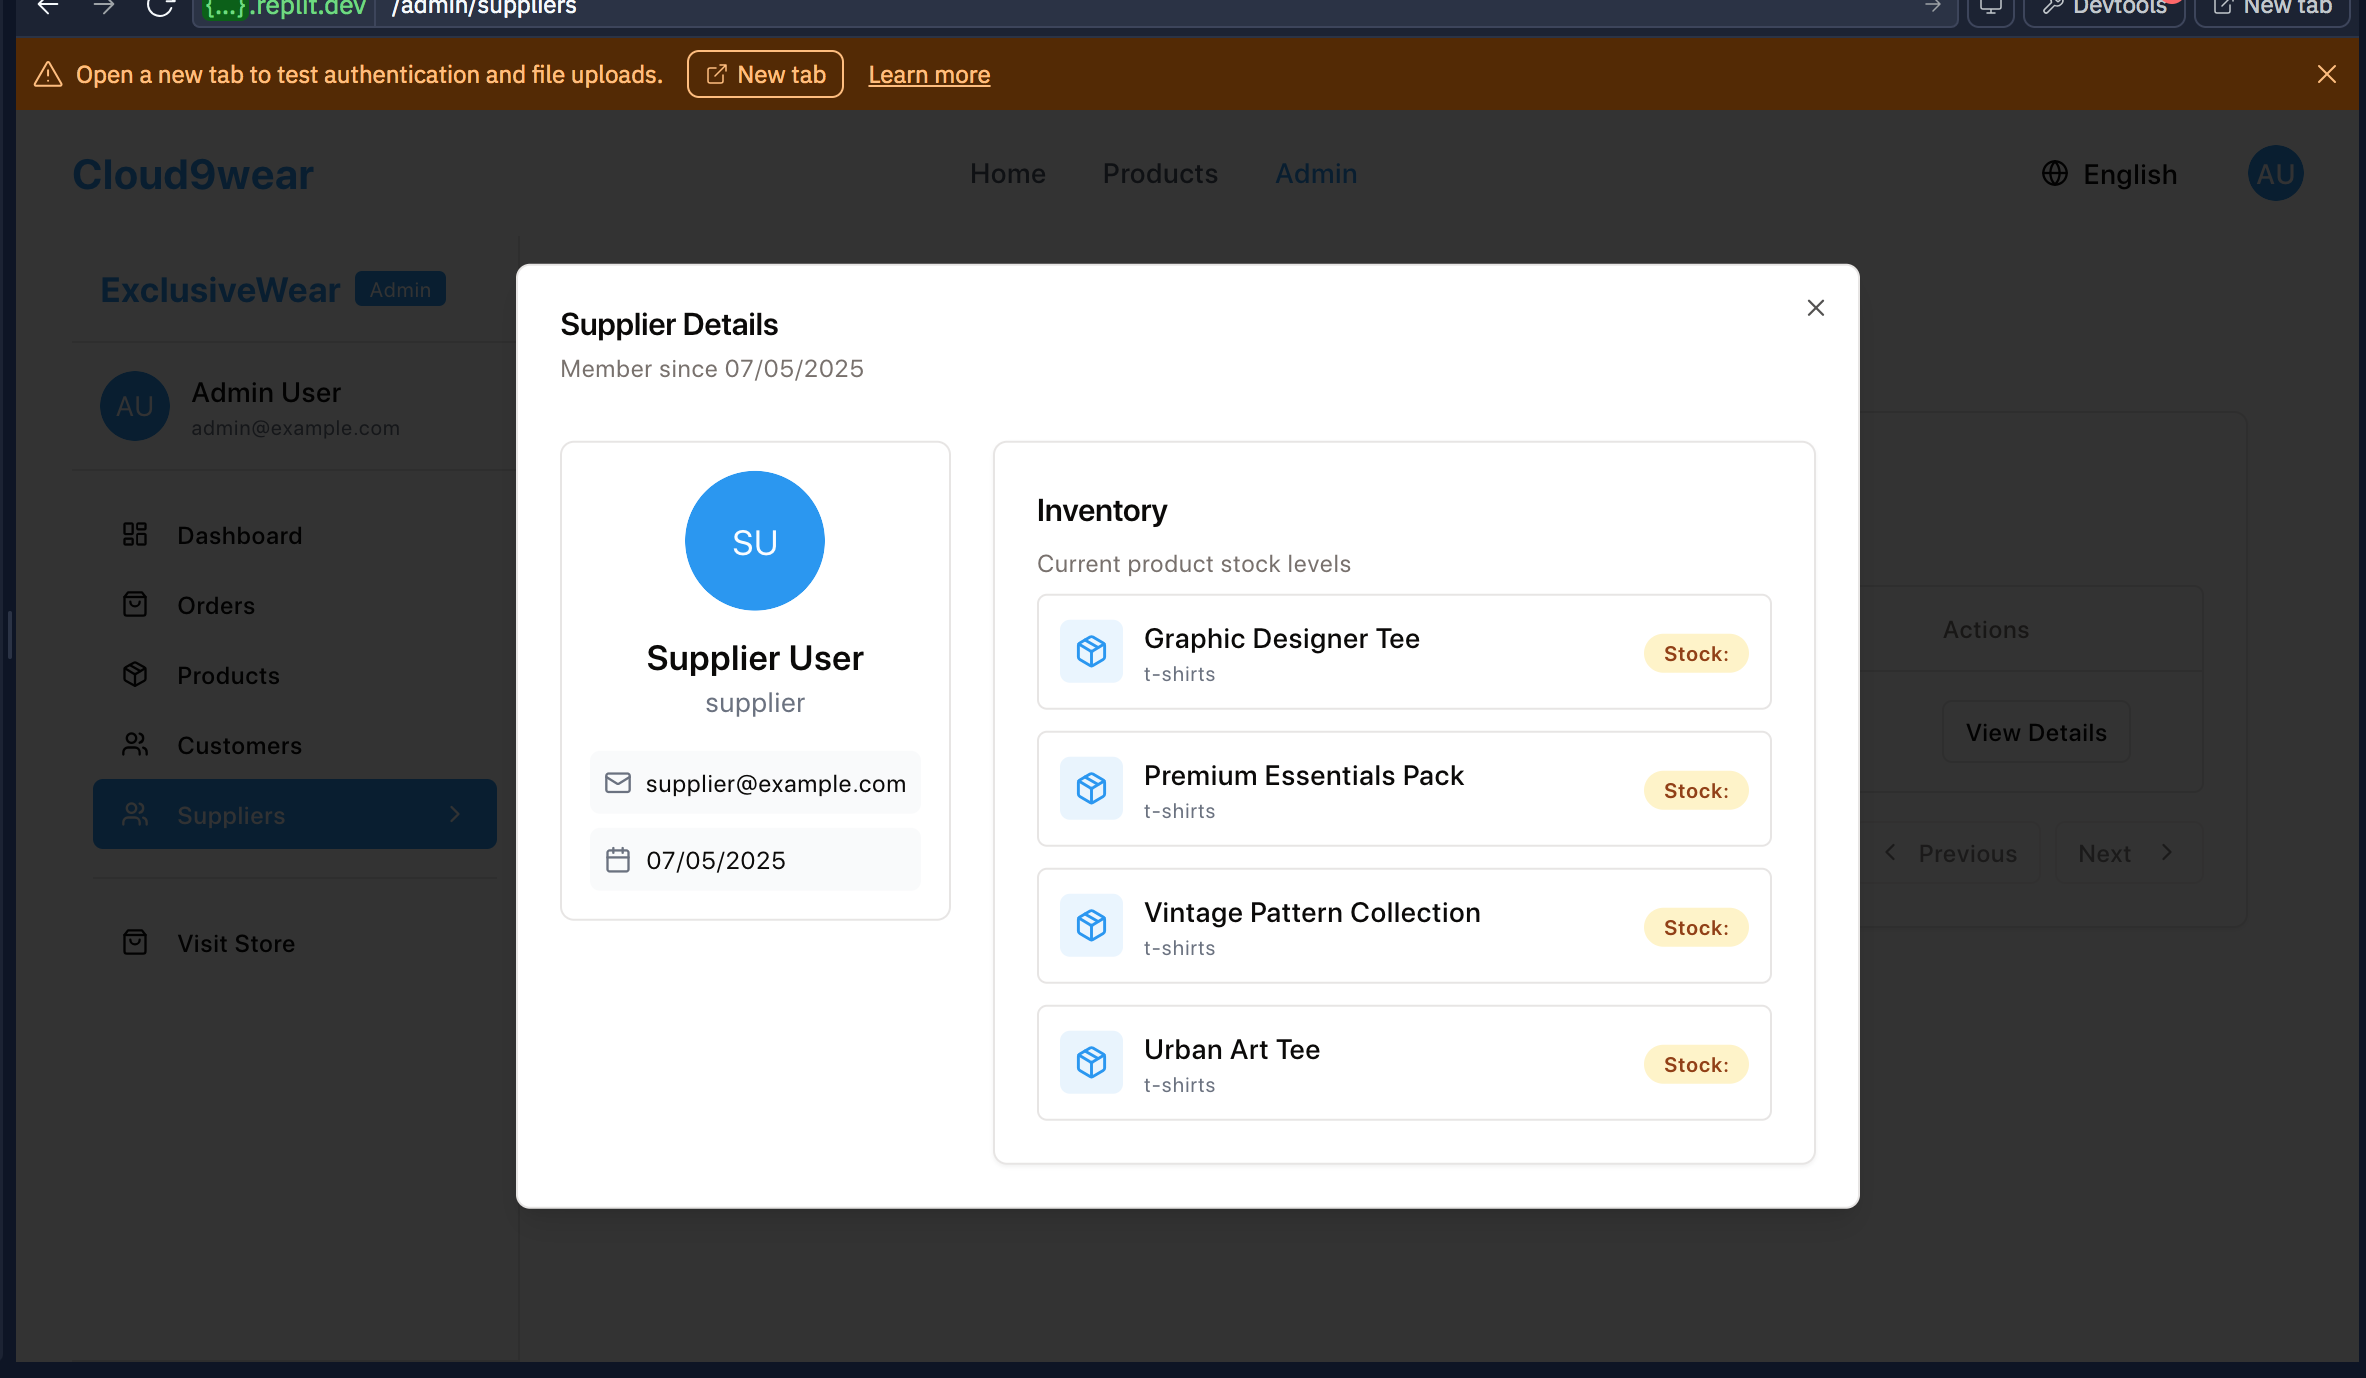 {...}.replit.dev /admin/suppliers
Devtools
New tab
Open a new tab to test authentication and file uploads. New tab Learn more
Cloud9wear
Home Products Admin
English
AU
ExclusiveWear Admin
AU
Admin User
admin@example.com
Dashboard
Orders
Products
Customers
Suppliers
Visit Store
Supplier Details
Member since 07/05/2025
SU
Supplier User
supplier
supplier@example.com
07/05/2025
Inventory
Current product stock levels
Graphic Designer Tee
t-shirts
Stock:
Premium Essentials Pack
t-shirts
Stock:
Vintage Pattern Collection
t-shirts
Stock:
Urban Art Tee
t-shirts
Stock:
Actions
View Details
Previous Next